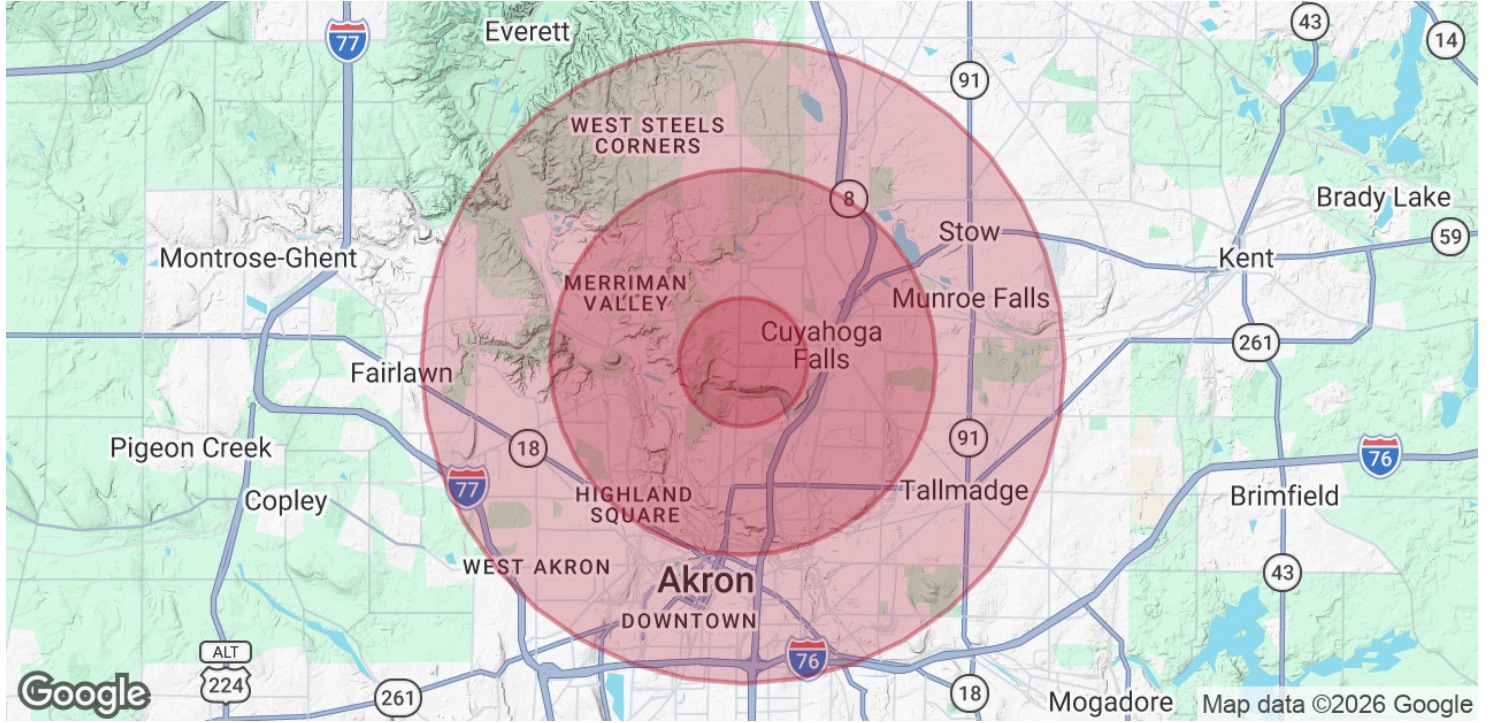 43
77
Everett
14
91
WEST STEELS
CORNERS
Brady Lake
8
Stow
59
Montrose-Ghent
Kent
MERRIMAN
VALLEY
Munroe Falls
Cuyahoga
Falls
261
Fairlawn
Pigeon Creek
18
91
76
77
HIGHLAND
SQUARE
Tallmadge
Brimfield
Copley
WEST AKRON
Akron
43
DOWNTOWN
ALT
224
76
261
18
Mogadore
Google
Map data ©2026 Google